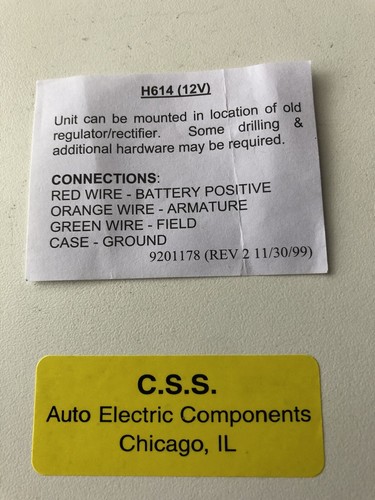 H614 (12V)
Unit can be mounted in location of old
regulator/rectifier. Some drilling &
additional hardware may be required.
CONNECTIONS:
RED WIRE - BATTERY POSITIVE
ORANGE WIRE - ARMATURE
GREEN WIRE - FIELD
CASE - GROUND
9201178 (REV 2 11/30/99)
C.S.S.
Auto Electric Components
Chicago, IL